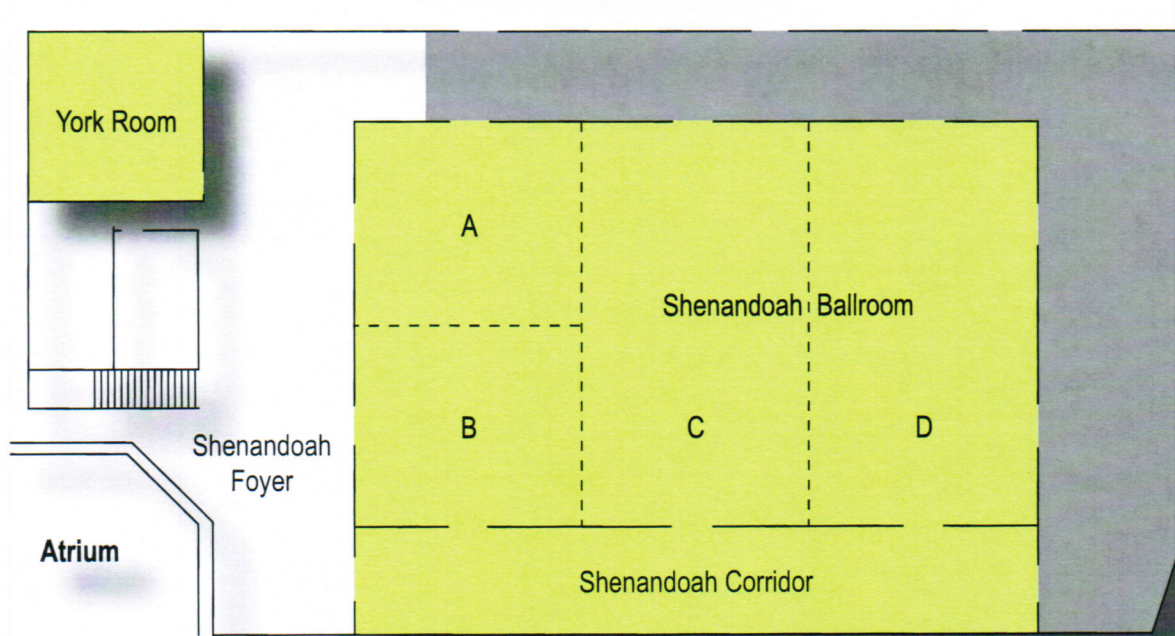 York Room
A
Shenandoah Ballroom
B
C
D
Shenandoah
Foyer
Atrium
Shenandoah Corridor